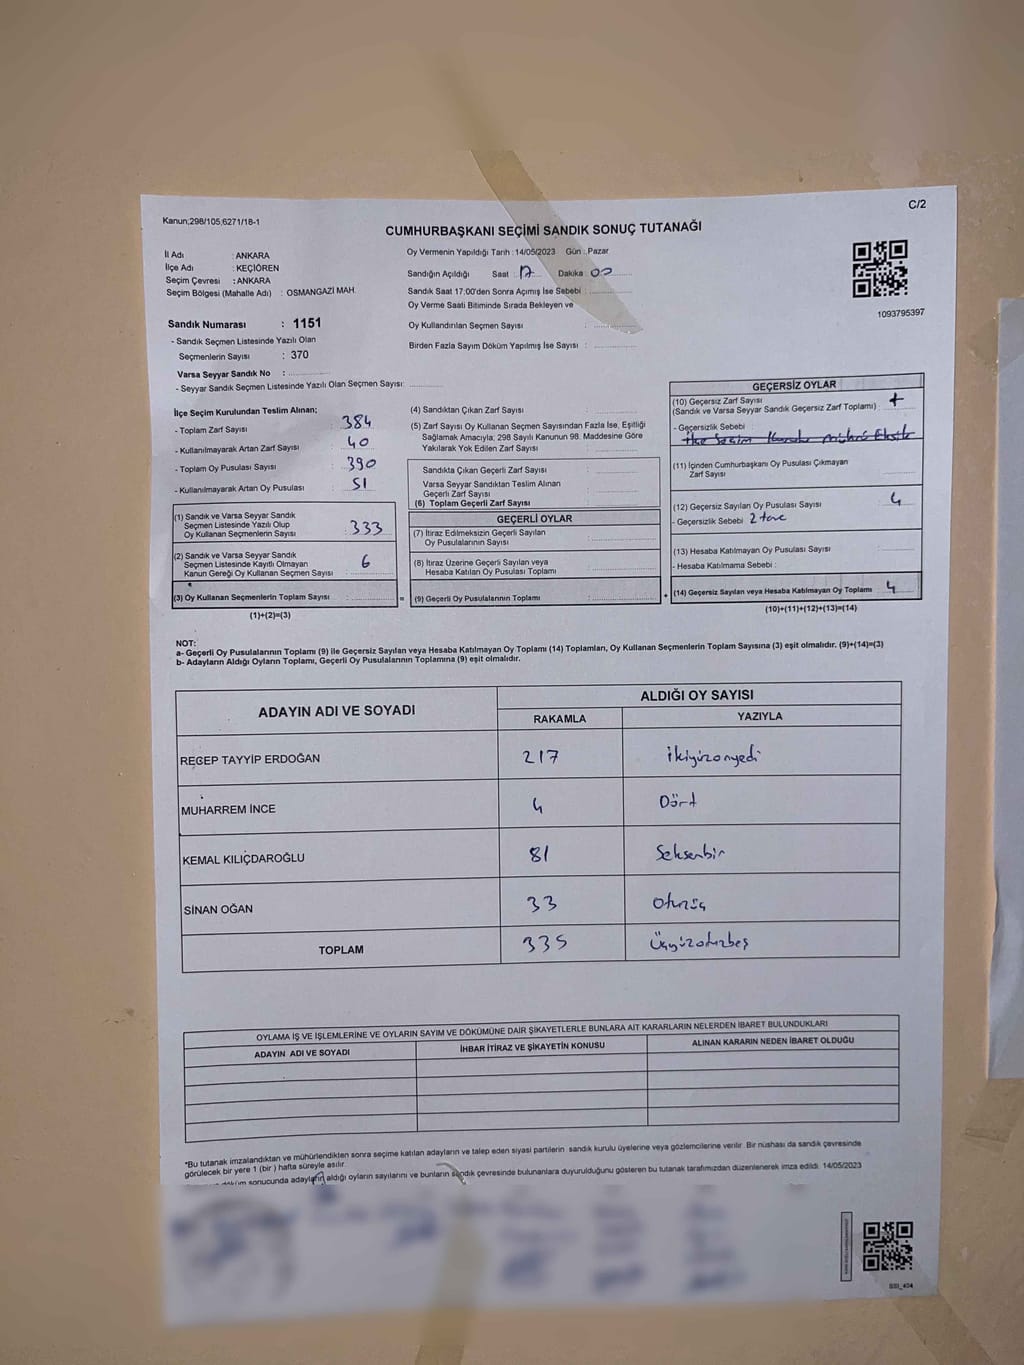 Kanun;298/105;6271/18-1
C/2
CUMHURBAŞKANI SEÇİMİ SANDIK SONUÇ TUTANAĞI
İl Adı : ANKARA
İlçe Adı : KEÇİÖREN
Seçim Çevresi : ANKARA
Seçim Bölgesi (Mahalle Adı) : OSMANGAZİ MAH.
Oy Vermenin Yapıldığı Tarih : 14/05/2023 Gün : Pazar
Sandığın Açıldığı Saat : 17 Dakika : 00
Sandık Saat 17:00'den Sonra Açımış İse Sebebi :
Oy Verme Saati Bitiminde Sırada Bekleyen ve
Oy Kullandırılan Seçmen Sayısı :
Birden Fazla Sayım Döküm Yapılmış İse Sayısı :
1093795397
Sandık Numarası : 1151
- Sandık Seçmen Listesinde Yazılı Olan
Seçmenlerin Sayısı : 370
Varsa Seyyar Sandık No :
- Seyyar Sandık Seçmen Listesinde Yazılı Olan Seçmen Sayısı:
İlçe Seçim Kurulundan Teslim Alınan;
- Toplam Zarf Sayısı : 384
- Kullanılmayarak Artan Zarf Sayısı : 40
- Toplam Oy Pusulası Sayısı : 390
- Kullanılmayarak Artan Oy Pusulası : 51
(1) Sandık ve Varsa Seyyar Sandık
Seçmen Listesinde Yazılı Olup
Oy Kullanan Seçmenlerin Sayısı : 333
(2) Sandık ve Varsa Seyyar Sandık
Seçmen Listesinde Kayıtlı Olmayan
Kanun Gereği Oy Kullanan Seçmen Sayısı : 6
(3) Oy Kullanan Seçmenlerin Toplam Sayısı :
(1)+(2)=(3)
(4) Sandıktan Çıkan Zarf Sayısı :
(5) Zarf Sayısı Oy Kullanan Seçmen Sayısından Fazla İse, Eşitliği
Sağlamak Amacıyla, 298 Sayılı Kanunun 98. Maddesine Göre
Yakılarak Yok Edilen Zarf Sayısı :
Sandıkta Çıkan Geçerli Zarf Sayısı :
Varsa Seyyar Sandıktan Teslim Alınan
Geçerli Zarf Sayısı :
(6) Toplam Geçerli Zarf Sayısı :
GEÇERLİ OYLAR
(7) İtiraz Edilmeksizin Geçerli Sayılan
Oy Pusulalarının Sayısı :
(8) İtiraz Üzerine Geçerli Sayılan veya
Hesaba Katılan Oy Pusulası Toplamı :
= (9) Geçerli Oy Pusulalarının Toplamı :
GEÇERSİZ OYLAR
(10) Geçersiz Zarf Sayısı
(Sandık ve Varsa Seyyar Sandık Geçersiz Zarf Toplamı) :
- Geçersizlik Sebebi :
İlçe Seçim Kurulu mührü Eksik
(11) İçinden Cumhurbaşkanı Oy Pusulası Çıkmayan
Zarf Sayısı
(12) Geçersiz Sayılan Oy Pusulası Sayısı : 4
- Geçersizlik Sebebi : 2 tane
(13) Hesaba Katılmayan Oy Pusulası Sayısı
- Hesaba Katılmama Sebebi :
+ (14) Geçersiz Sayılan veya Hesaba Katılmayan Oy Toplamı 4
(10)+(11)+(12)+(13)=(14)
NOT:
a- Geçerli Oy Pusulalarının Toplamı (9) ile Geçersiz Sayılan veya Hesaba Katılmayan Oy Toplamı (14) Toplamları, Oy Kullanan Seçmenlerin Toplam Sayısına (3) eşit olmalıdır. (9)+(14)=(3)
b- Adayların Aldığı Oyların Toplamı, Geçerli Oy Pusulalarının Toplamına (9) eşit olmalıdır.
ADAYIN ADI VE SOYADI
ALDIĞI OY SAYISI
RAKAMLA YAZIYLA
RECEP TAYYİP ERDOĞAN 217 ikiyüzonyedi
MUHARREM İNCE 4 Dört
KEMAL KILIÇDAROĞLU 81 Seksenbir
SİNAN OĞAN 33 Otuzüç
TOPLAM 335 Üçyüzotuzbeş
OYLAMA İŞ VE İŞLEMLERİNE VE OYLARIN SAYIM VE DÖKÜMÜNE DAİR ŞİKAYETLERLE BUNLARA AİT KARARLARIN NELERDEN İBARET BULUNDUKLARI
ADAYIN ADI VE SOYADI İHBAR İTİRAZ VE ŞİKAYETİN KONUSU ALINAN KARARIN NEDEN İBARET OLDUĞU
*Bu tutanak imzalandıktan ve mühürlendikten sonra seçime katılan adayların ve talep eden siyasi partilerin sandık kurulu üyelerine veya gözlemcilerine verilir. Bir nüshası da sandık çevresinde
görülecek bir yere 1 (bir) hafta süreyle asılır.
döküm sonucunda adayların aldığı oyların sayılarını ve bunların sandık çevresinde bulunanlara duyurulduğunu gösteren bu tutanak tarafımızdan düzenlenerek imza edildi. 14/05/2023